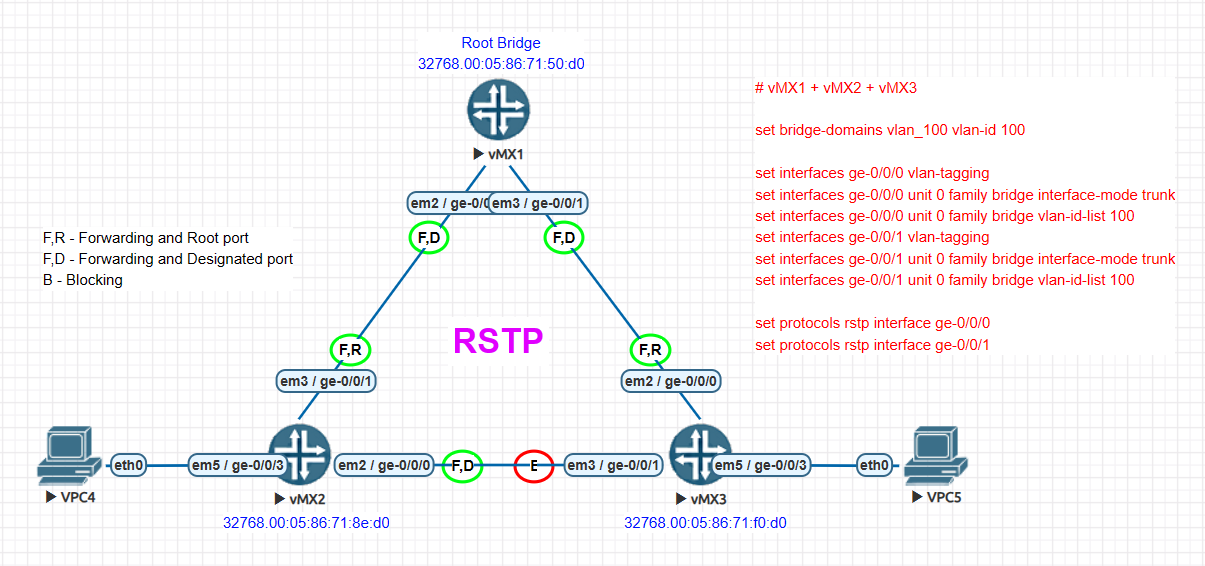 Root Bridge
32768.00:05:86:71:50:d0
vMX1
em2 / ge-0/0
em3 / ge-0/0/1
F,D
F,D
F,R - Forwarding and Root port
F,D - Forwarding and Designated port
B - Blocking
# vMX1 + vMX2 + vMX3
set bridge-domains vlan_100 vlan-id 100
set interfaces ge-0/0/0 vlan-tagging
set interfaces ge-0/0/0 unit 0 family bridge interface-mode trunk
set interfaces ge-0/0/0 unit 0 family bridge vlan-id-list 100
set interfaces ge-0/0/1 vlan-tagging
set interfaces ge-0/0/1 unit 0 family bridge interface-mode trunk
set interfaces ge-0/0/1 unit 0 family bridge vlan-id-list 100
set protocols rstp interface ge-0/0/0
set protocols rstp interface ge-0/0/1
RSTP
F,R
F,R
em3 / ge-0/0/1
em2 / ge-0/0/0
eth0
em5 / ge-0/0/3
em2 / ge-0/0/0
F,D
B
em3 / ge-0/0/1
em5 / ge-0/0/3
eth0
VPC4
vMX2
vMX3
VPC5
32768.00:05:86:71:8e:d0
32768.00:05:86:71:f0:d0